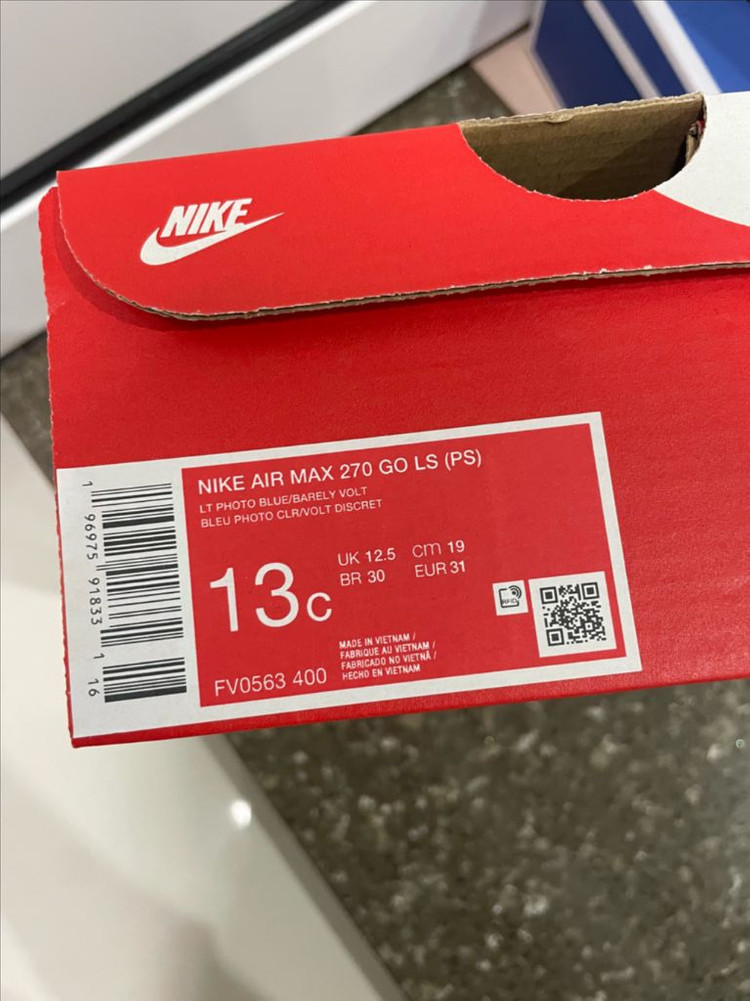 NIKE
NIKE AIR MAX 270 GO LS (PS)
LT PHOTO BLUE/BARELY VOLT
BLEU PHOTO CLR/VOLT DISCRET
13C
UK 12.5 cm 19
BR 30 EUR 31
RFID
MADE IN VIETNAM /
FABRIQUE AU VIETNAM /
FABRICADO NO VIETNÃ /
HECHO EN VIETNAM
FV0563 400
1 96975 91833 1 16